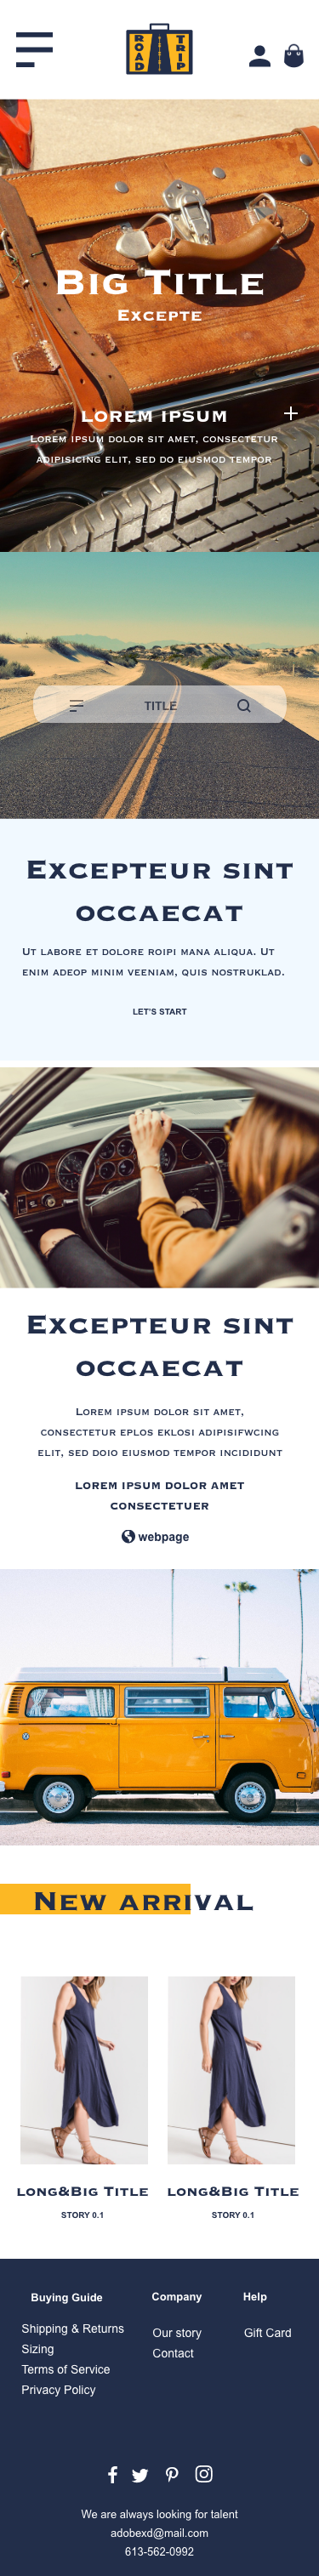 ROAD TRIP
Big Title
Excepte
LOREM IPSUM
Lorem ipsum dolor sit amet, consectetur
adipisicing elit, sed do eiusmod tempor
TITLE
Excepteur sint
occaecat
Ut labore et dolore roipi mana aliqua. Ut
enim adeop minim veeniam, quis nostruklad.
LET'S START
Excepteur sint
occaecat
Lorem ipsum dolor sit amet,
consectetur eplos eklosi adipisifwcing
elit, sed doio eiusmod tempor incididunt
LOREM IPSUM DOLOR AMET
CONSECTETUER
webpage
New arrival
long&Big Title
long&Big Title
STORY 0.1
STORY 0.1
Buying Guide
Company
Help
Shipping & Returns
Our story
Gift Card
Sizing
Contact
Terms of Service
Privacy Policy
We are always looking for talent
adobexd@mail.com
613-562-0992